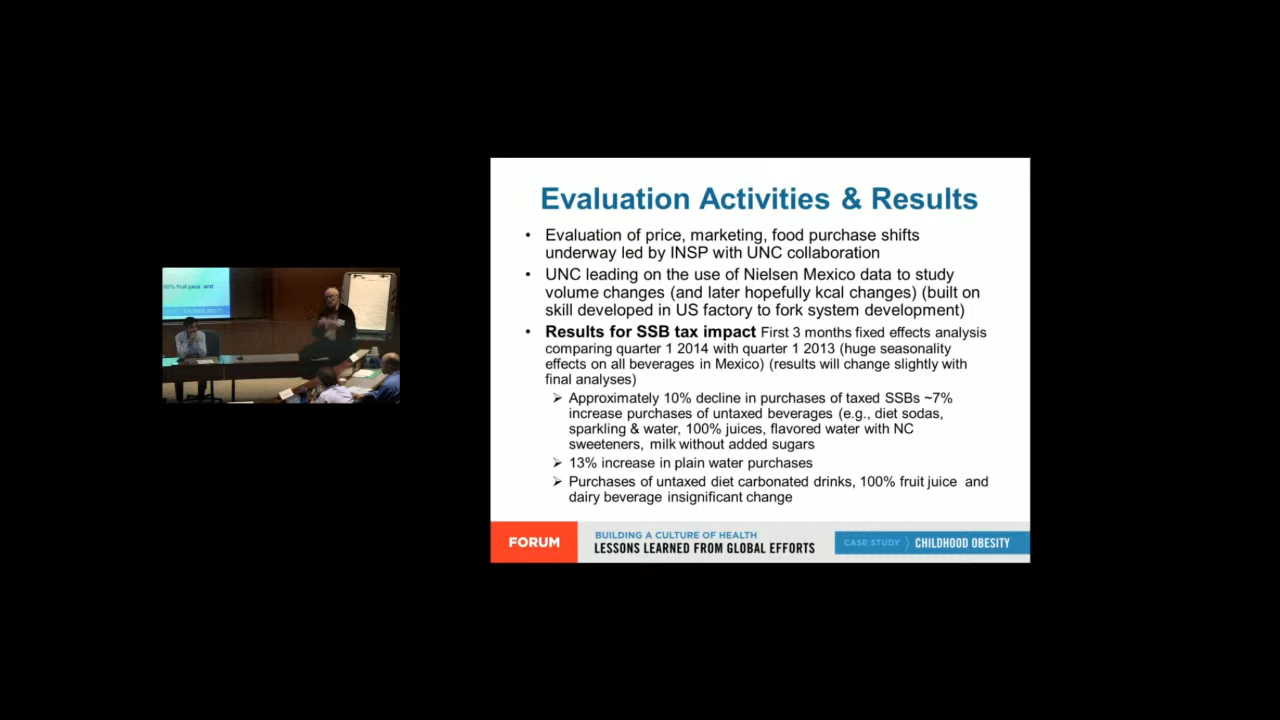 Evaluation Activities & Results
• Evaluation of price, marketing, food purchase shifts
underway led by INSP with UNC collaboration
• UNC leading on the use of Nielsen Mexico data to study
volume changes (and later hopefully kcal changes) (built on
skill developed in US factory to fork system development)
• Results for SSB tax impact First 3 months fixed effects analysis
comparing quarter 1 2014 with quarter 1 2013 (huge seasonality
effects on all beverages in Mexico) (results will change slightly with
final analyses)
➢ Approximately 10% decline in purchases of taxed SSBs ~7%
increase purchases of untaxed beverages (e.g., diet sodas,
sparkling & water, 100% juices, flavored water with NC
sweeteners, milk without added sugars
➢ 13% increase in plain water purchases
➢ Purchases of untaxed diet carbonated drinks, 100% fruit juice and
dairy beverage insignificant change
FORUM
BUILDING A CULTURE OF HEALTH
LESSONS LEARNED FROM GLOBAL EFFORTS
CASE STUDY 〉 CHILDHOOD OBESITY
fruit juice and